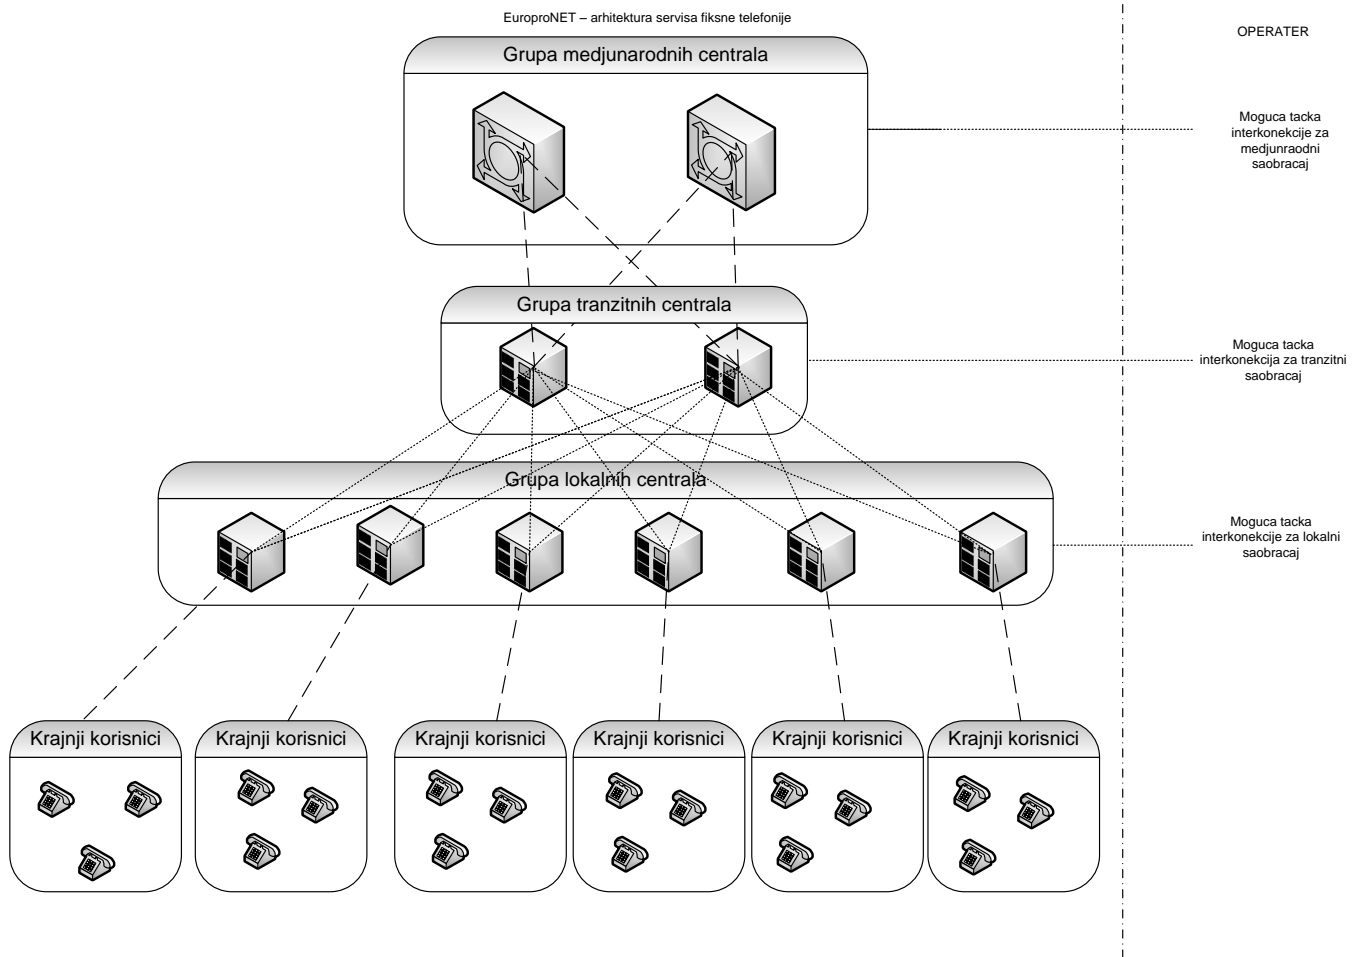 EuroproNET – arhitektura servisa fiksne telefonije
OPERATER
Grupa medjunarodnih centrala
Moguca tacka
interkonekcije za
medjunraodni
saobracaj
Grupa tranzitnih centrala
Moguca tacka
interkonekcija za tranzitni
saobracaj
Grupa lokalnih centrala
Moguca tacka
interkonekcije za lokalni
saobracaj
Krajnji korisnici
Krajnji korisnici
Krajnji korisnici
Krajnji korisnici
Krajnji korisnici
Krajnji korisnici